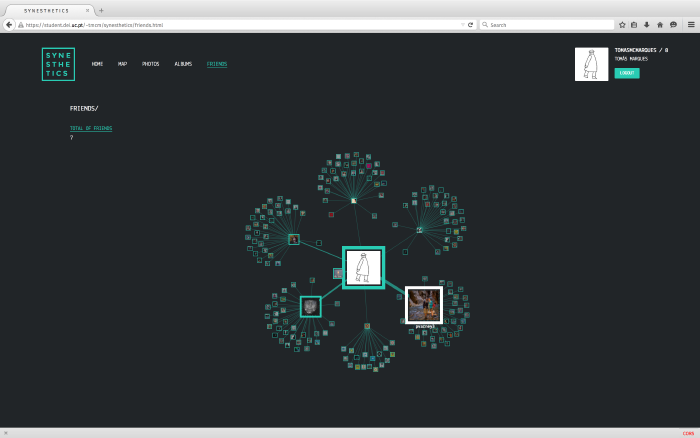 SYNESTHETICS
https://student.dei.uc.pt/~tmcm/synesthetics/friends.html
Search
SYNE
STHE
TICS
HOME
MAP
PHOTOS
ALBUMS
FRIENDS
TOMASMCMARQUES / 0
TOMÁS MARQUES
LOGOUT
FRIENDS/
TOTAL OF FRIENDS
7
CORS